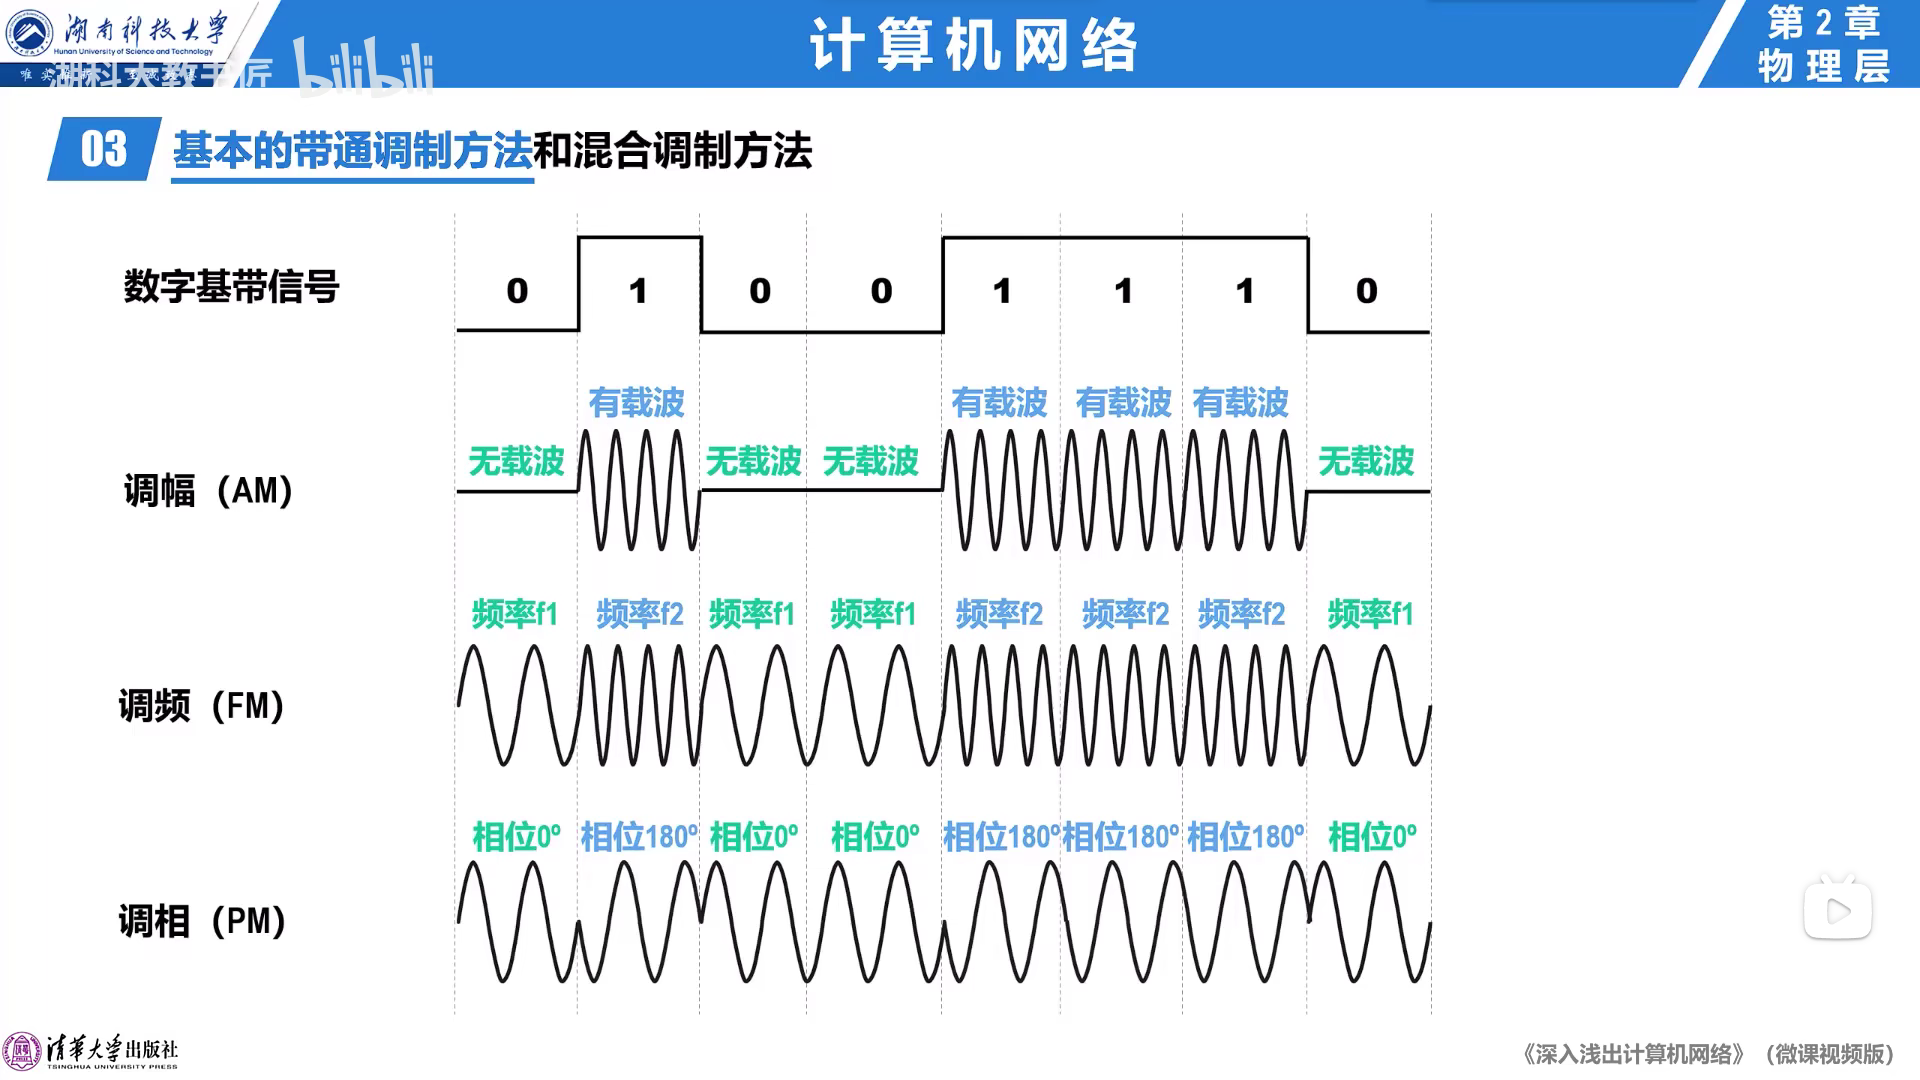 湖南科技大学
Hunan University of Science and Technology
湖科大教书匠
bilibili
计算机网络
第2章
物理层
03
基本的带通调制方法和混合调制方法
数字基带信号
0 1 0 0 1 1 1 0
有载波 有载波 有载波 有载波
无载波 无载波 无载波 无载波
调幅（AM）
频率f1 频率f2 频率f1 频率f1 频率f2 频率f2 频率f2 频率f1
调频（FM）
相位0° 相位180° 相位0° 相位0° 相位180° 相位180° 相位180° 相位0°
调相（PM）
清华大学出版社
TSINGHUA UNIVERSITY PRESS
《深入浅出计算机网络》（微课视频版）